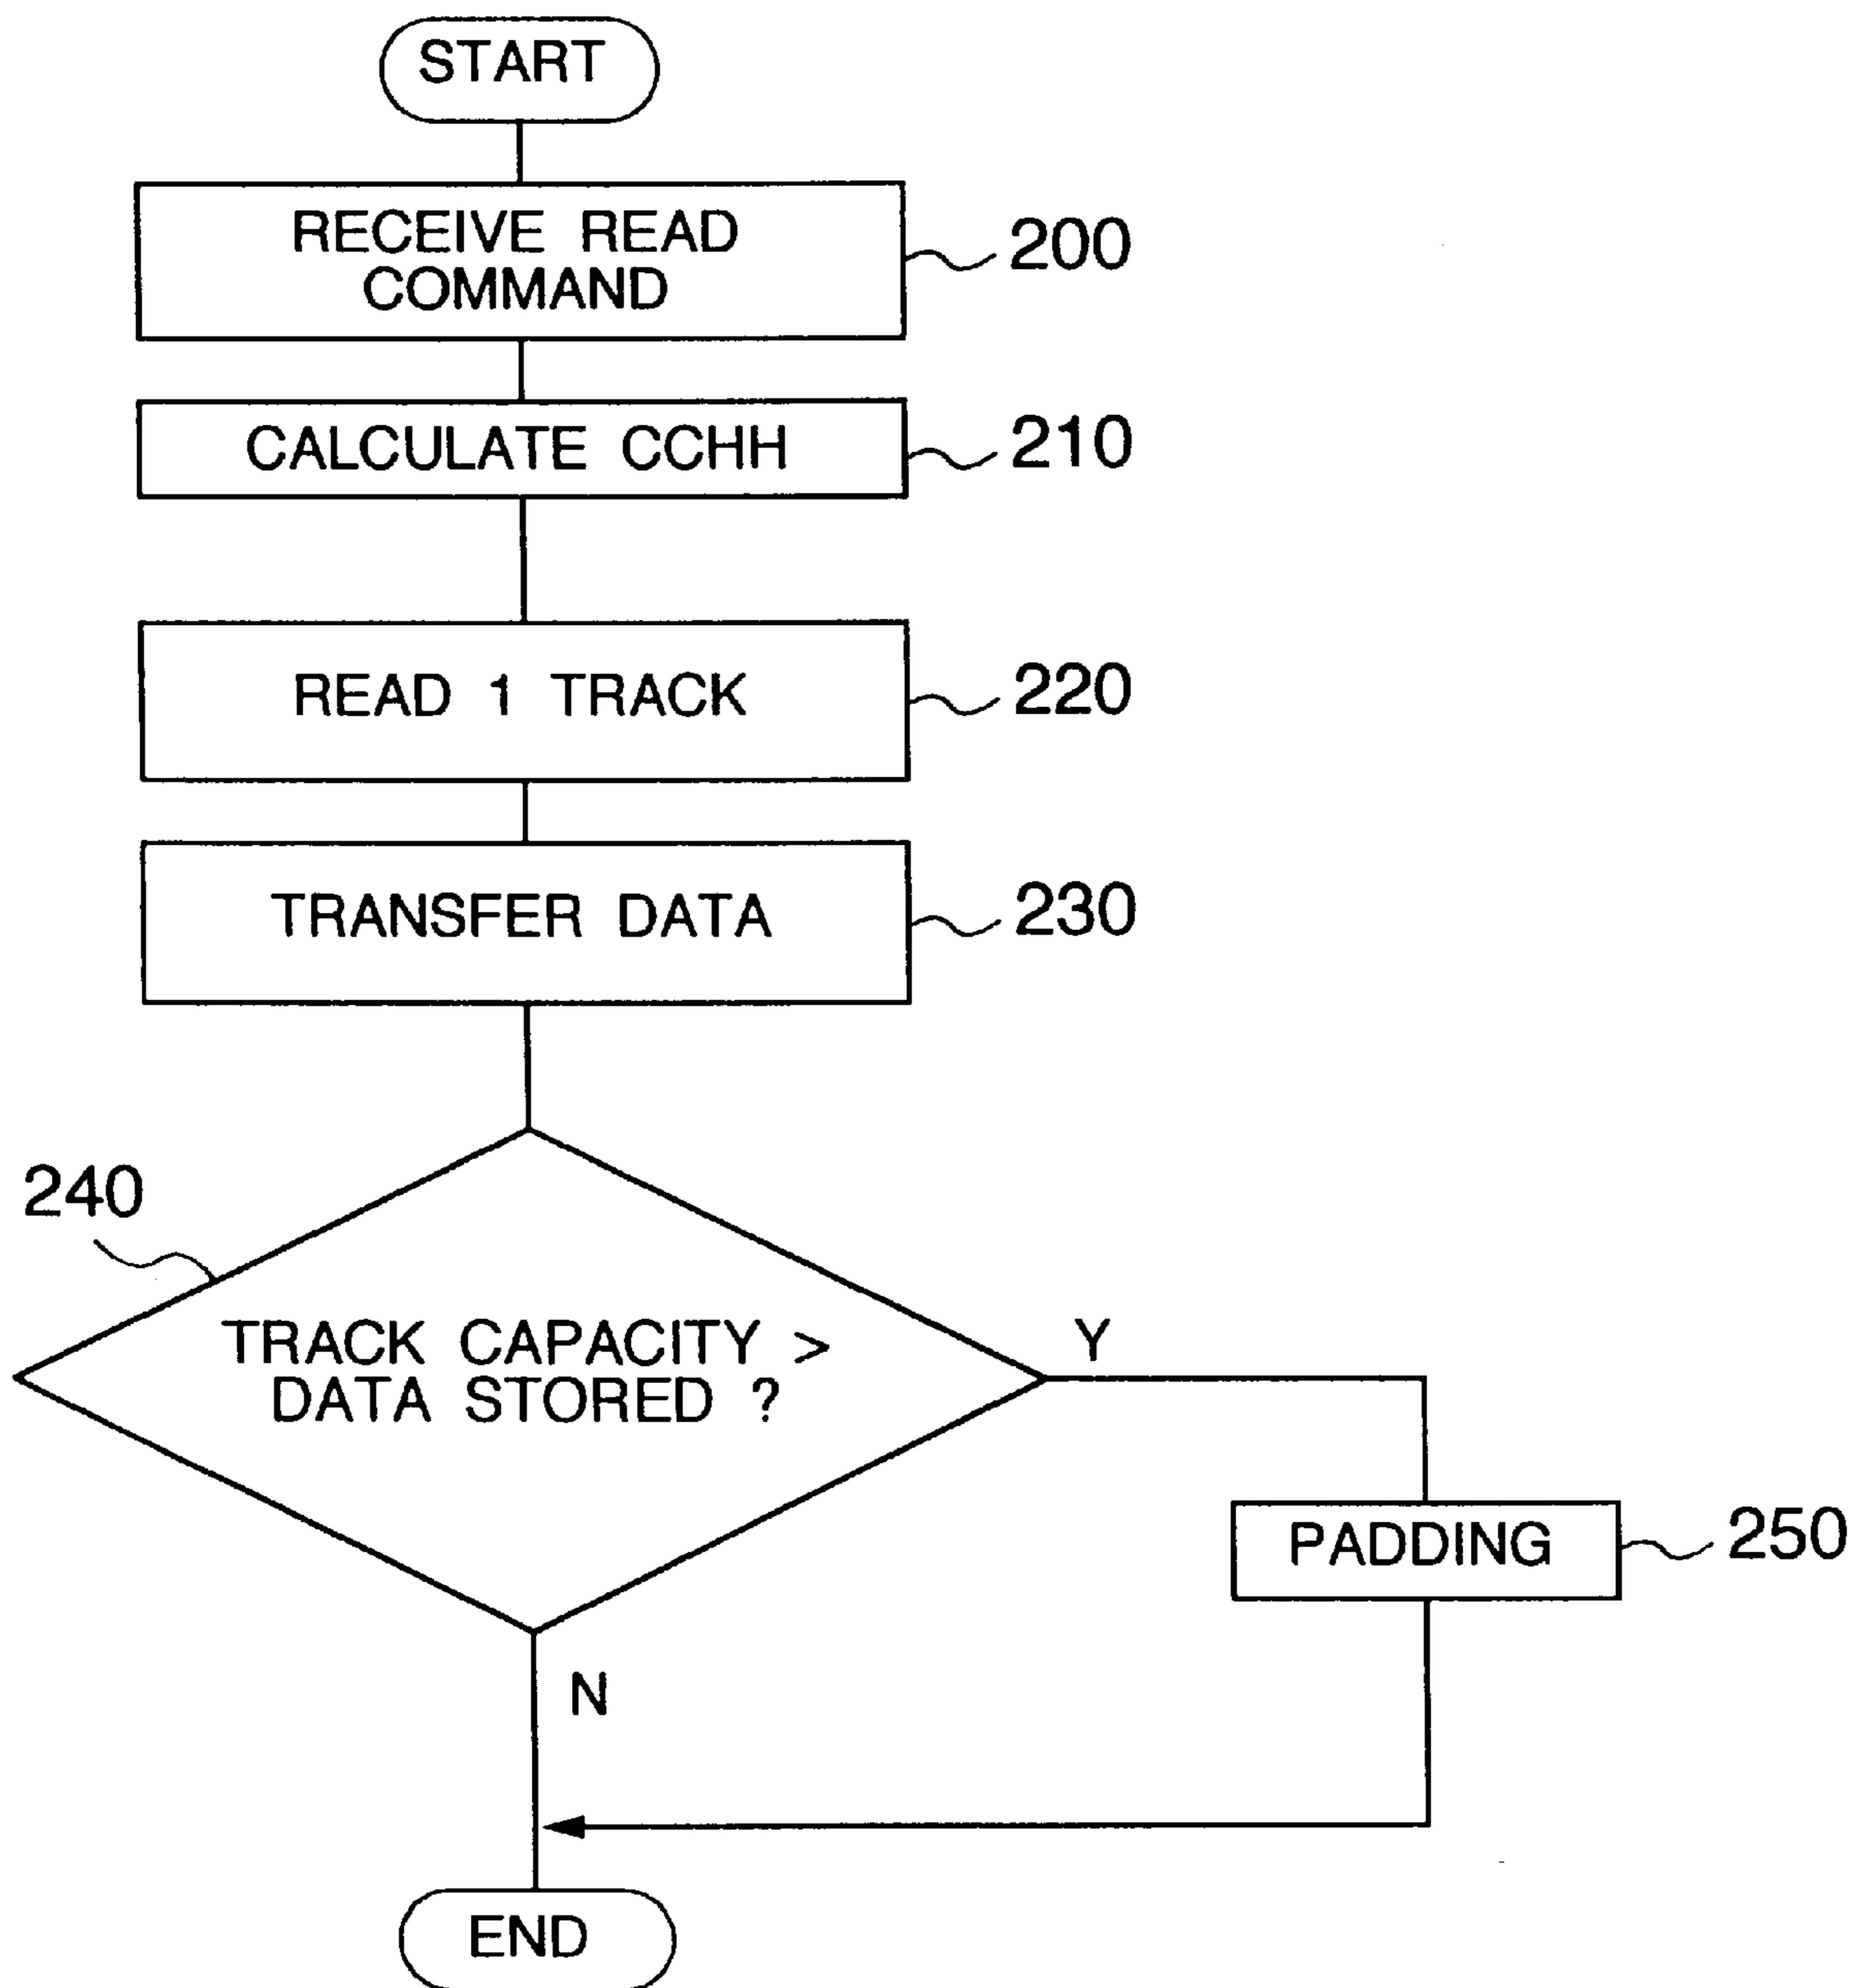 START
RECEIVE READ
COMMAND
200
CALCULATE CCHH
210
READ 1 TRACK
220
TRANSFER DATA
230
240
TRACK CAPACITY >
DATA STORED ?
Y
PADDING
250
N
END